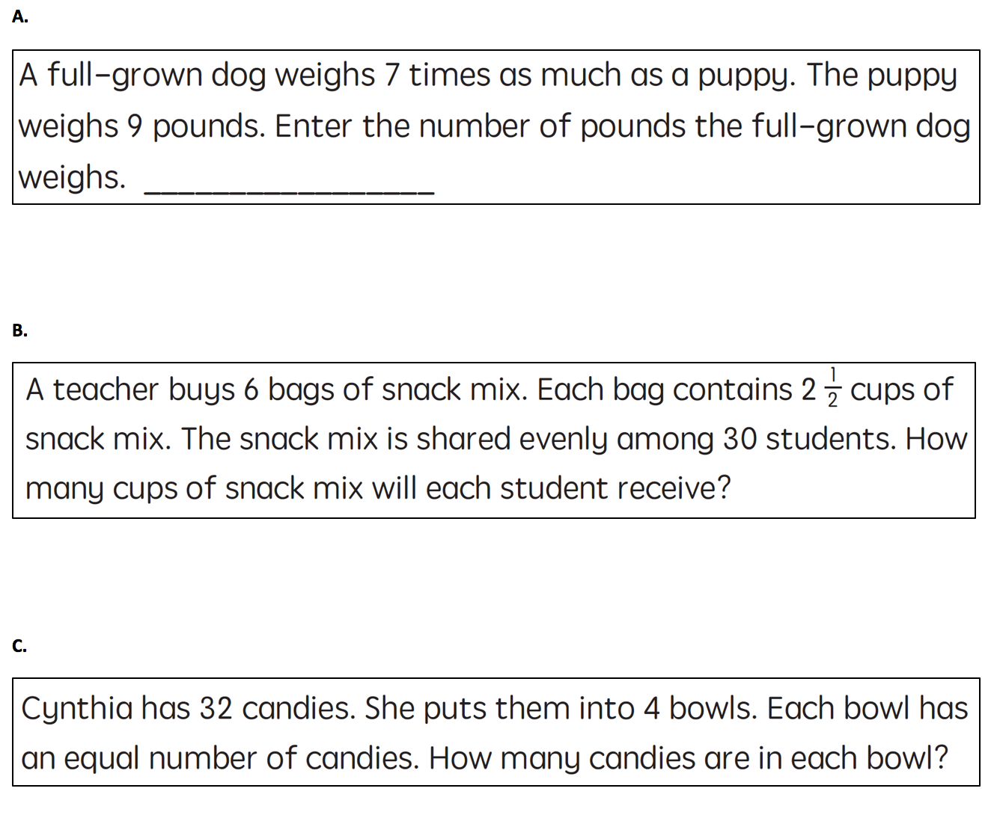 A.
A full-grown dog weighs 7 times as much as a puppy. The puppy
weighs 9 pounds. Enter the number of pounds the full-grown dog
weighs. _________________
B.
A teacher buys 6 bags of snack mix. Each bag contains 2 1/2 cups of
snack mix. The snack mix is shared evenly among 30 students. How
many cups of snack mix will each student receive?
C.
Cynthia has 32 candies. She puts them into 4 bowls. Each bowl has
an equal number of candies. How many candies are in each bowl?